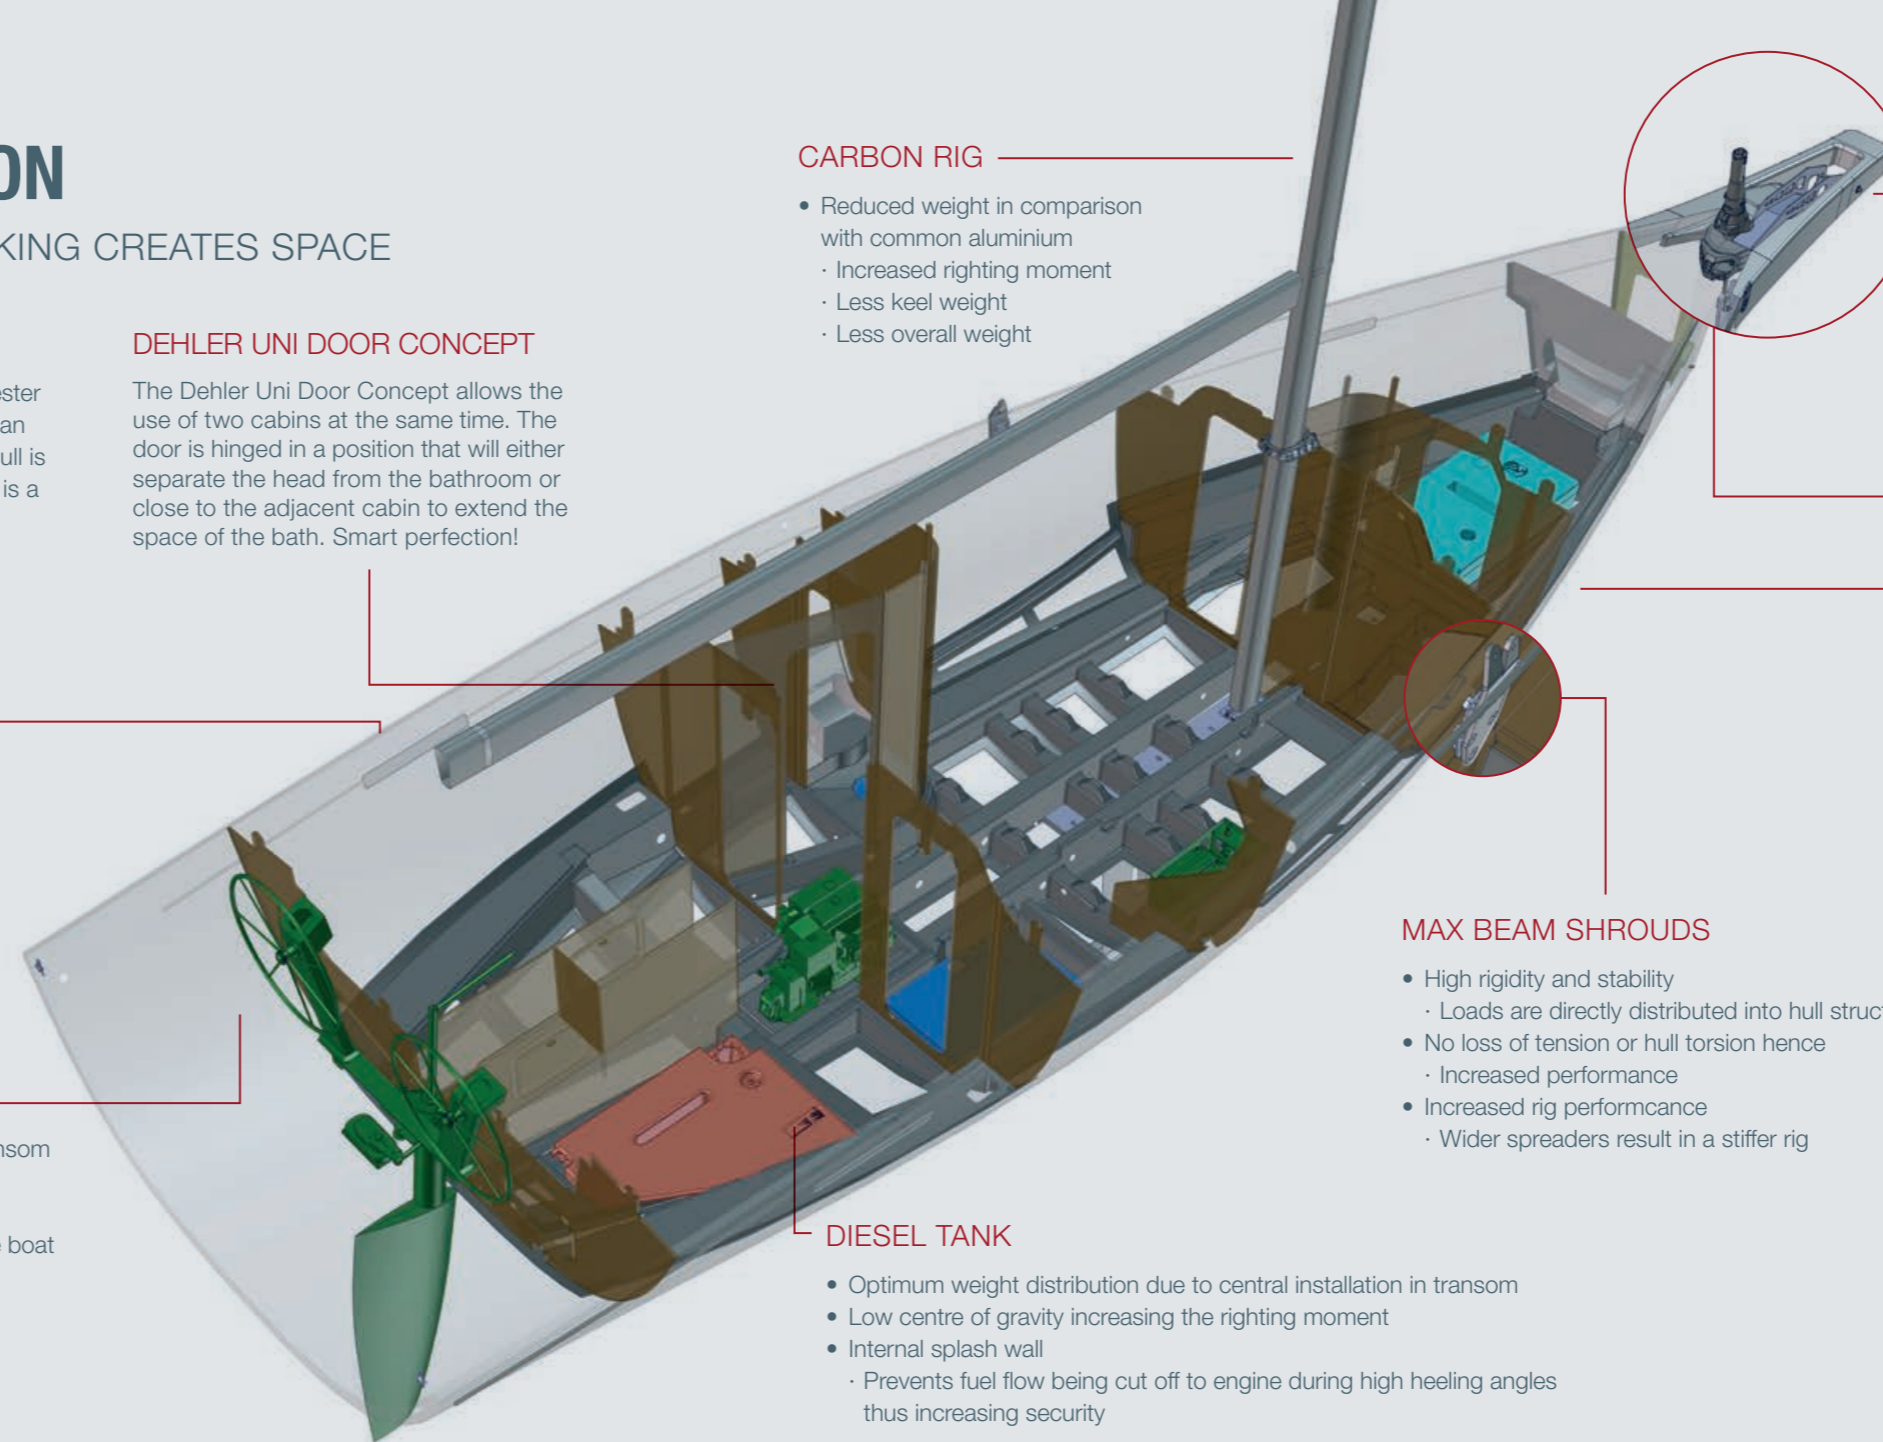 ON
KING CREATES SPACE
ester
an
ull is
is a
DEHLER UNI DOOR CONCEPT
The Dehler Uni Door Concept allows the
use of two cabins at the same time. The
door is hinged in a position that will either
separate the head from the bathroom or
close to the adjacent cabin to extend the
space of the bath. Smart perfection!
CARBON RIG
• Reduced weight in comparison
with common aluminium
· Increased righting moment
· Less keel weight
· Less overall weight
nsom
boat
MAX BEAM SHROUDS
• High rigidity and stability
· Loads are directly distributed into hull struc
• No loss of tension or hull torsion hence
· Increased performance
• Increased rig performcance
· Wider spreaders result in a stiffer rig
DIESEL TANK
• Optimum weight distribution due to central installation in transom
• Low centre of gravity increasing the righting moment
• Internal splash wall
· Prevents fuel flow being cut off to engine during high heeling angles
thus increasing security